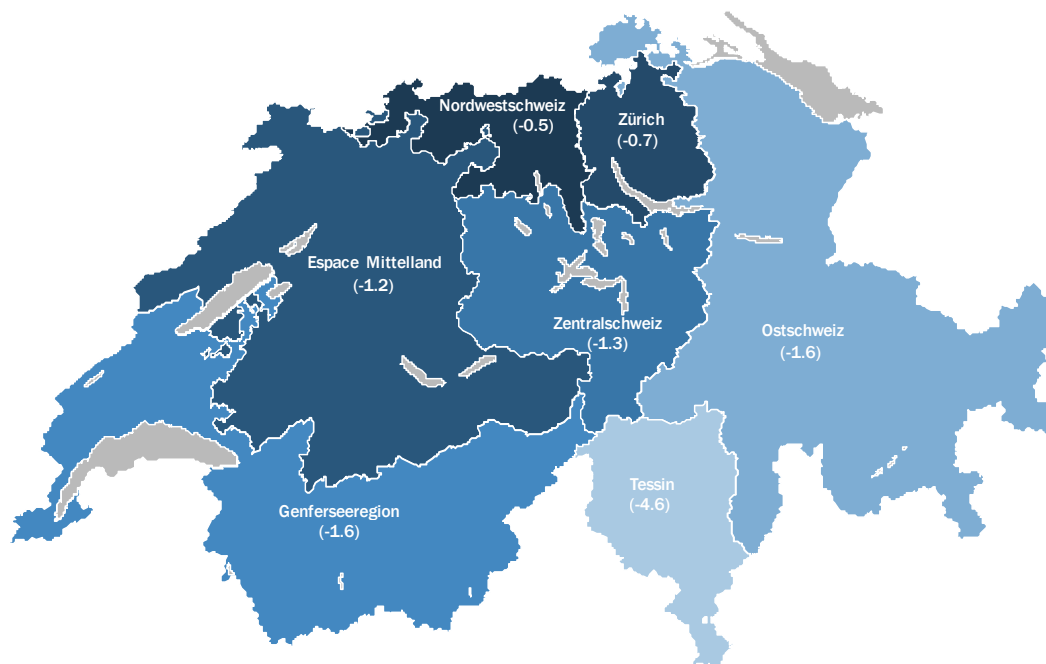 Nordwestschweiz
(-0.5)
Zürich
(-0.7)
Espace Mittelland
(-1.2)
Zentralschweiz
(-1.3)
Ostschweiz
(-1.6)
Tessin
(-4.6)
Genferseeregion
(-1.6)